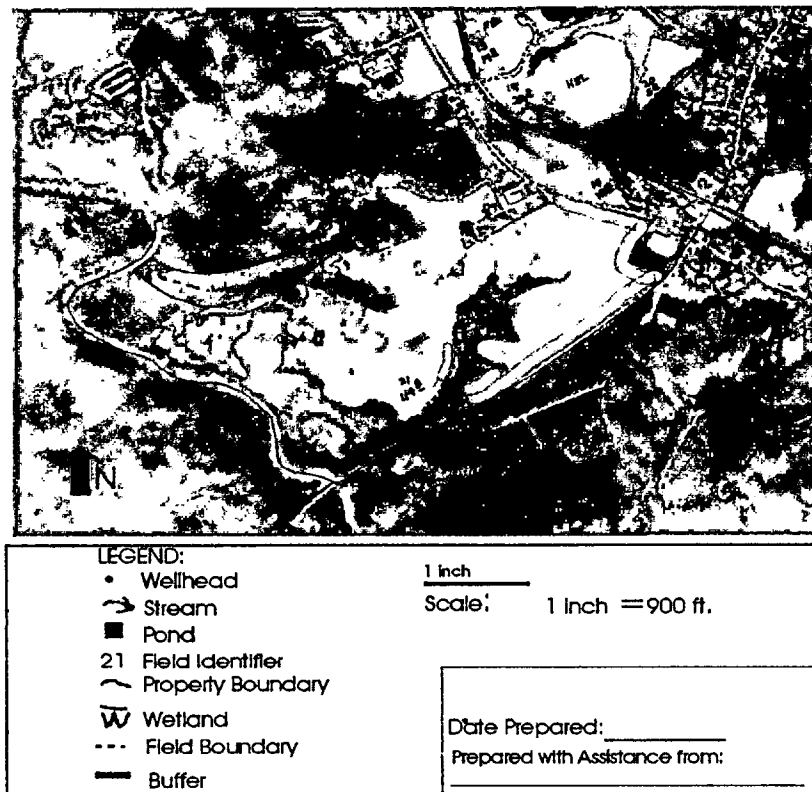 N
LEGEND:
Wellhead
Stream
Pond
21 Field Identifier
Property Boundary
W Wetland
Field Boundary
Buffer
1 inch
Scale: 1 inch = 900 ft.
Date Prepared:
Prepared with Assistance from: